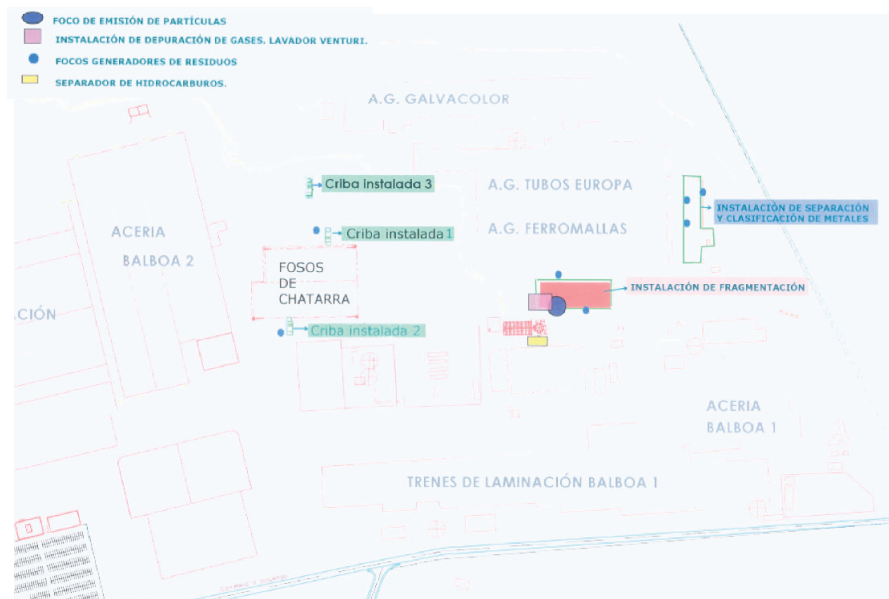 FOCO DE EMISIÓN DE PARTÍCULAS
INSTALACIÓN DE DEPURACIÓN DE GASES. LAVADOR VENTURI.
FOCOS GENERADORES DE RESIDUOS
SEPARADOR DE HIDROCARBUROS.
A.G. GALVACOLOR
Criba instalada 3
A.G. TUBOS EUROPA
INSTALACIÓN DE SEPARACIÓN
Y CLASIFICACIÓN DE METALES
Criba instalada 1
A.G. FERROMALLAS
ACERIA
BALBOA 2
FOSOS
DE
CHATARRA
INSTALACIÓN DE FRAGMENTACIÓN
ACIÓN
Criba instalada 2
ACERIA
BALBOA 1
TRENES DE LAMINACIÓN BALBOA 1